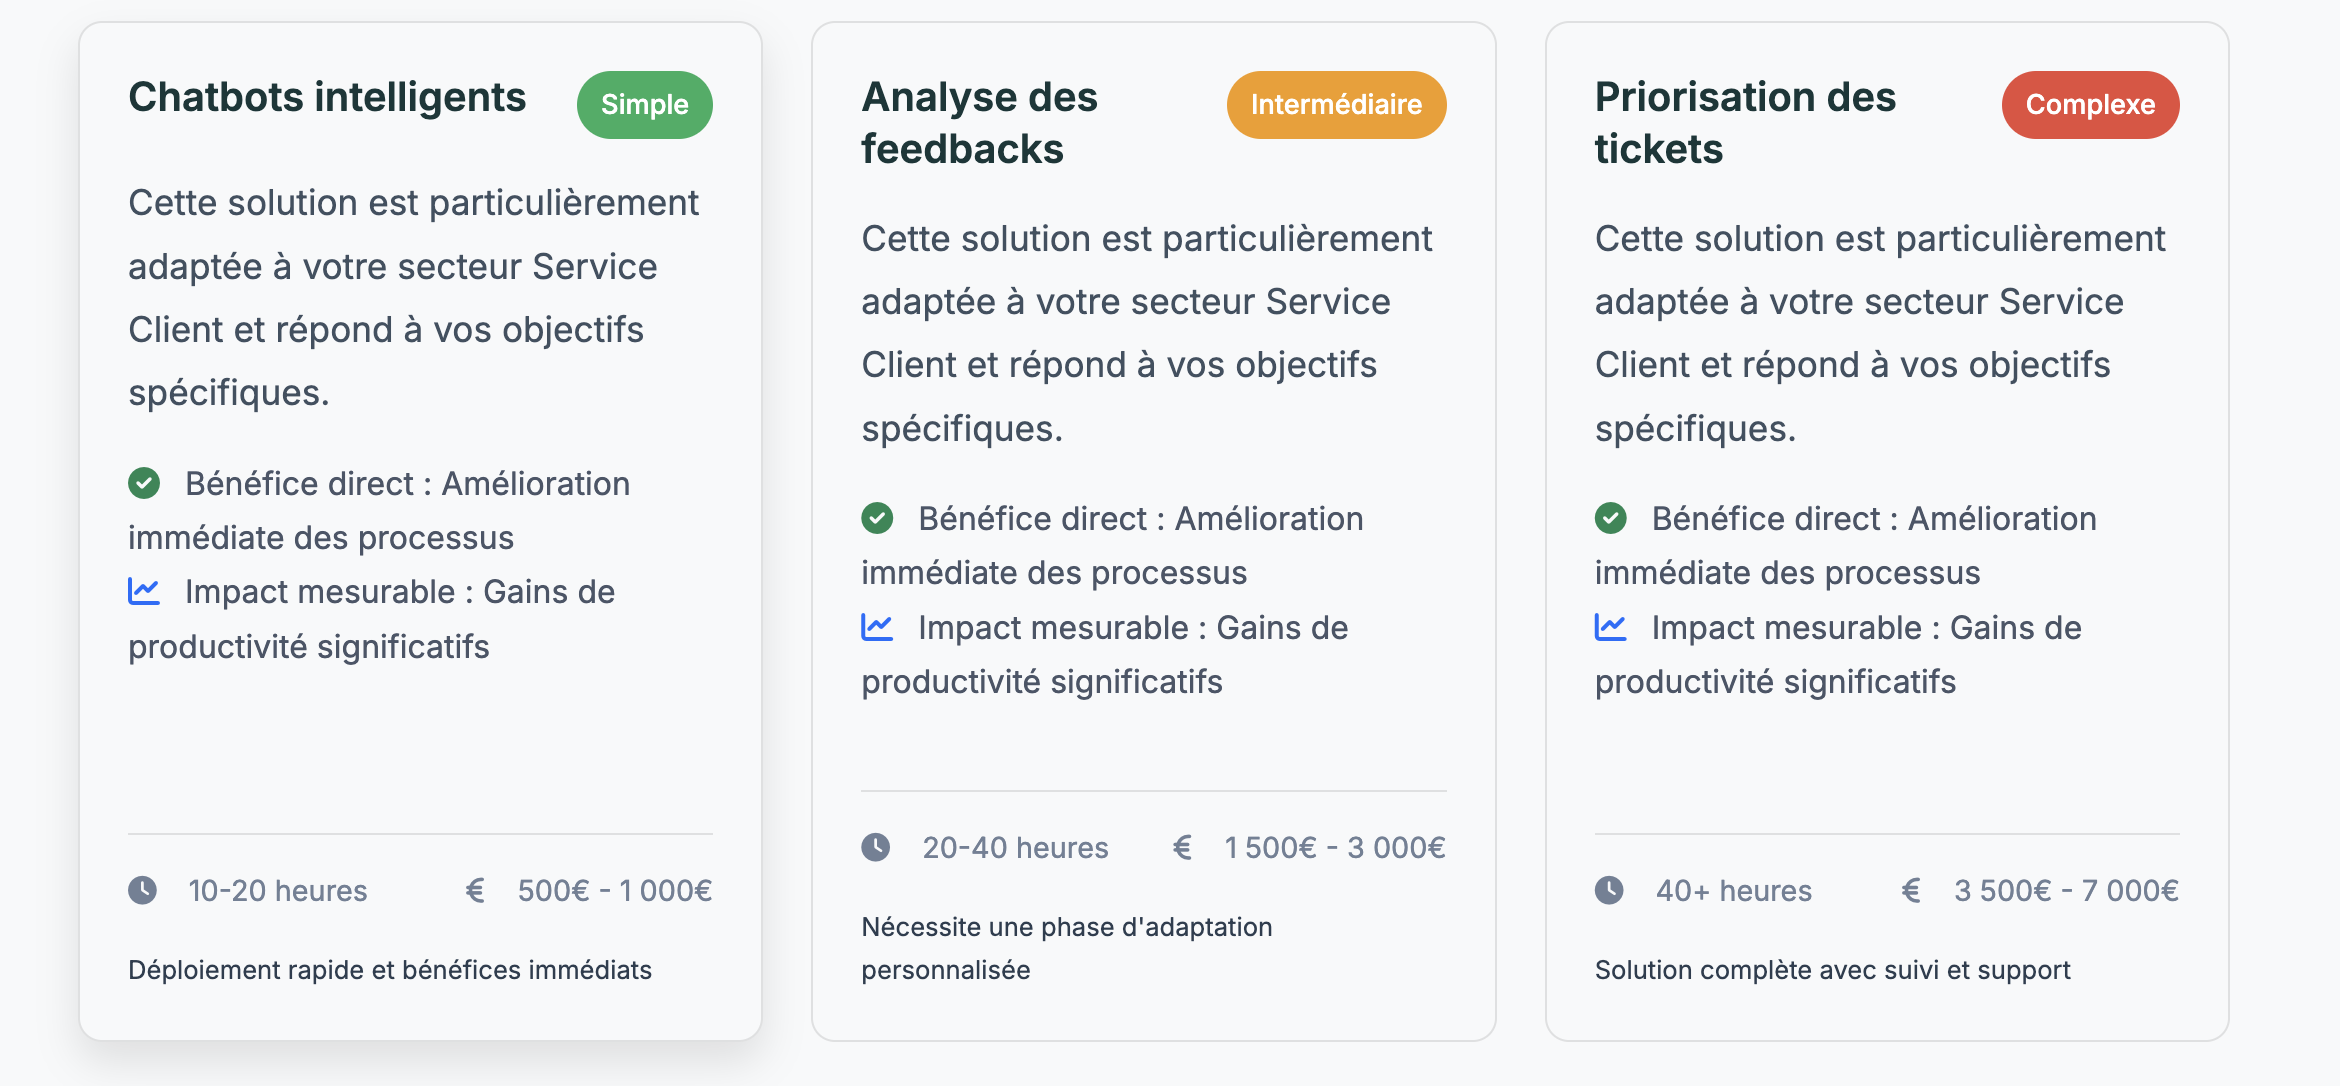 Chatbots intelligents
Simple
Cette solution est particulièrement
adaptée à votre secteur Service
Client et répond à vos objectifs
spécifiques.
Bénéfice direct : Amélioration
immédiate des processus
Impact mesurable : Gains de
productivité significatifs
10-20 heures
€ 500€ - 1 000€
Déploiement rapide et bénéfices immédiats
Analyse des
feedbacks
Intermédiaire
Cette solution est particulièrement
adaptée à votre secteur Service
Client et répond à vos objectifs
spécifiques.
Bénéfice direct : Amélioration
immédiate des processus
Impact mesurable : Gains de
productivité significatifs
20-40 heures
€ 1 500€ - 3 000€
Nécessite une phase d'adaptation
personnalisée
Priorisation des
tickets
Complexe
Cette solution est particulièrement
adaptée à votre secteur Service
Client et répond à vos objectifs
spécifiques.
Bénéfice direct : Amélioration
immédiate des processus
Impact mesurable : Gains de
productivité significatifs
40+ heures
€ 3 500€ - 7 000€
Solution complète avec suivi et support